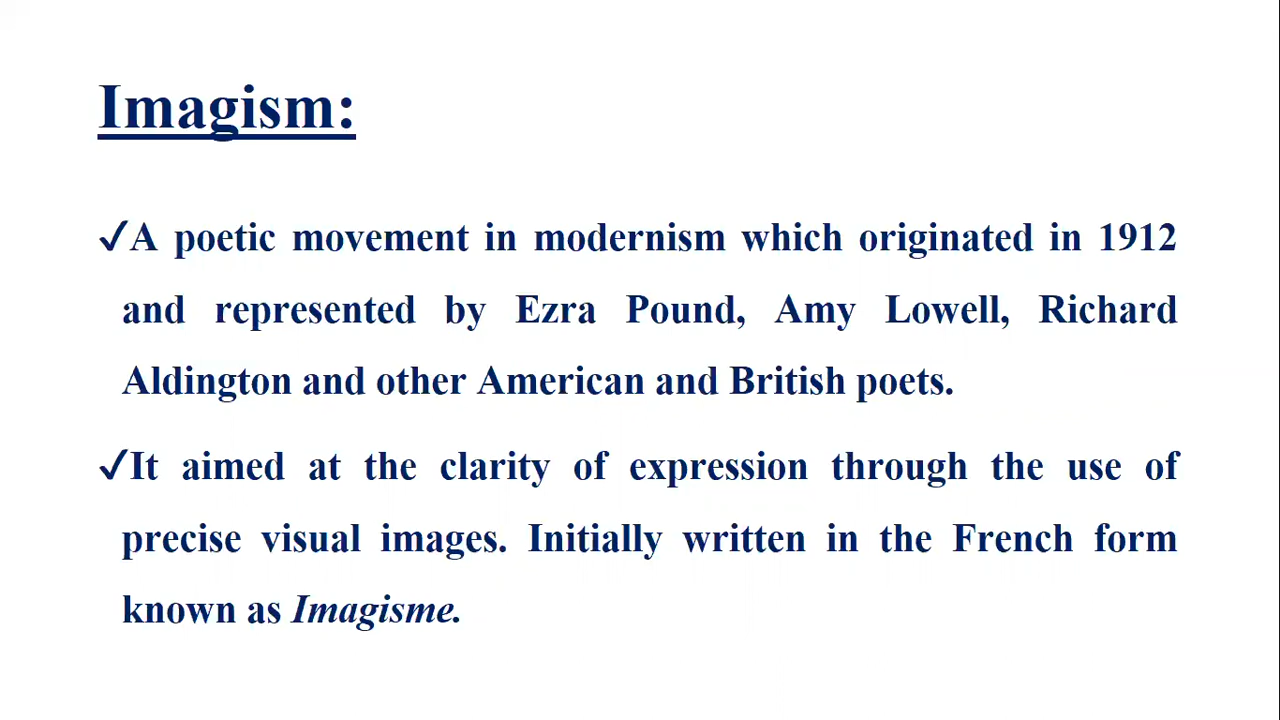 Imagism:
✓A poetic movement in modernism which originated in 1912
and represented by Ezra Pound, Amy Lowell, Richard
Aldington and other American and British poets.
✓It aimed at the clarity of expression through the use of
precise visual images. Initially written in the French form
known as Imagisme.